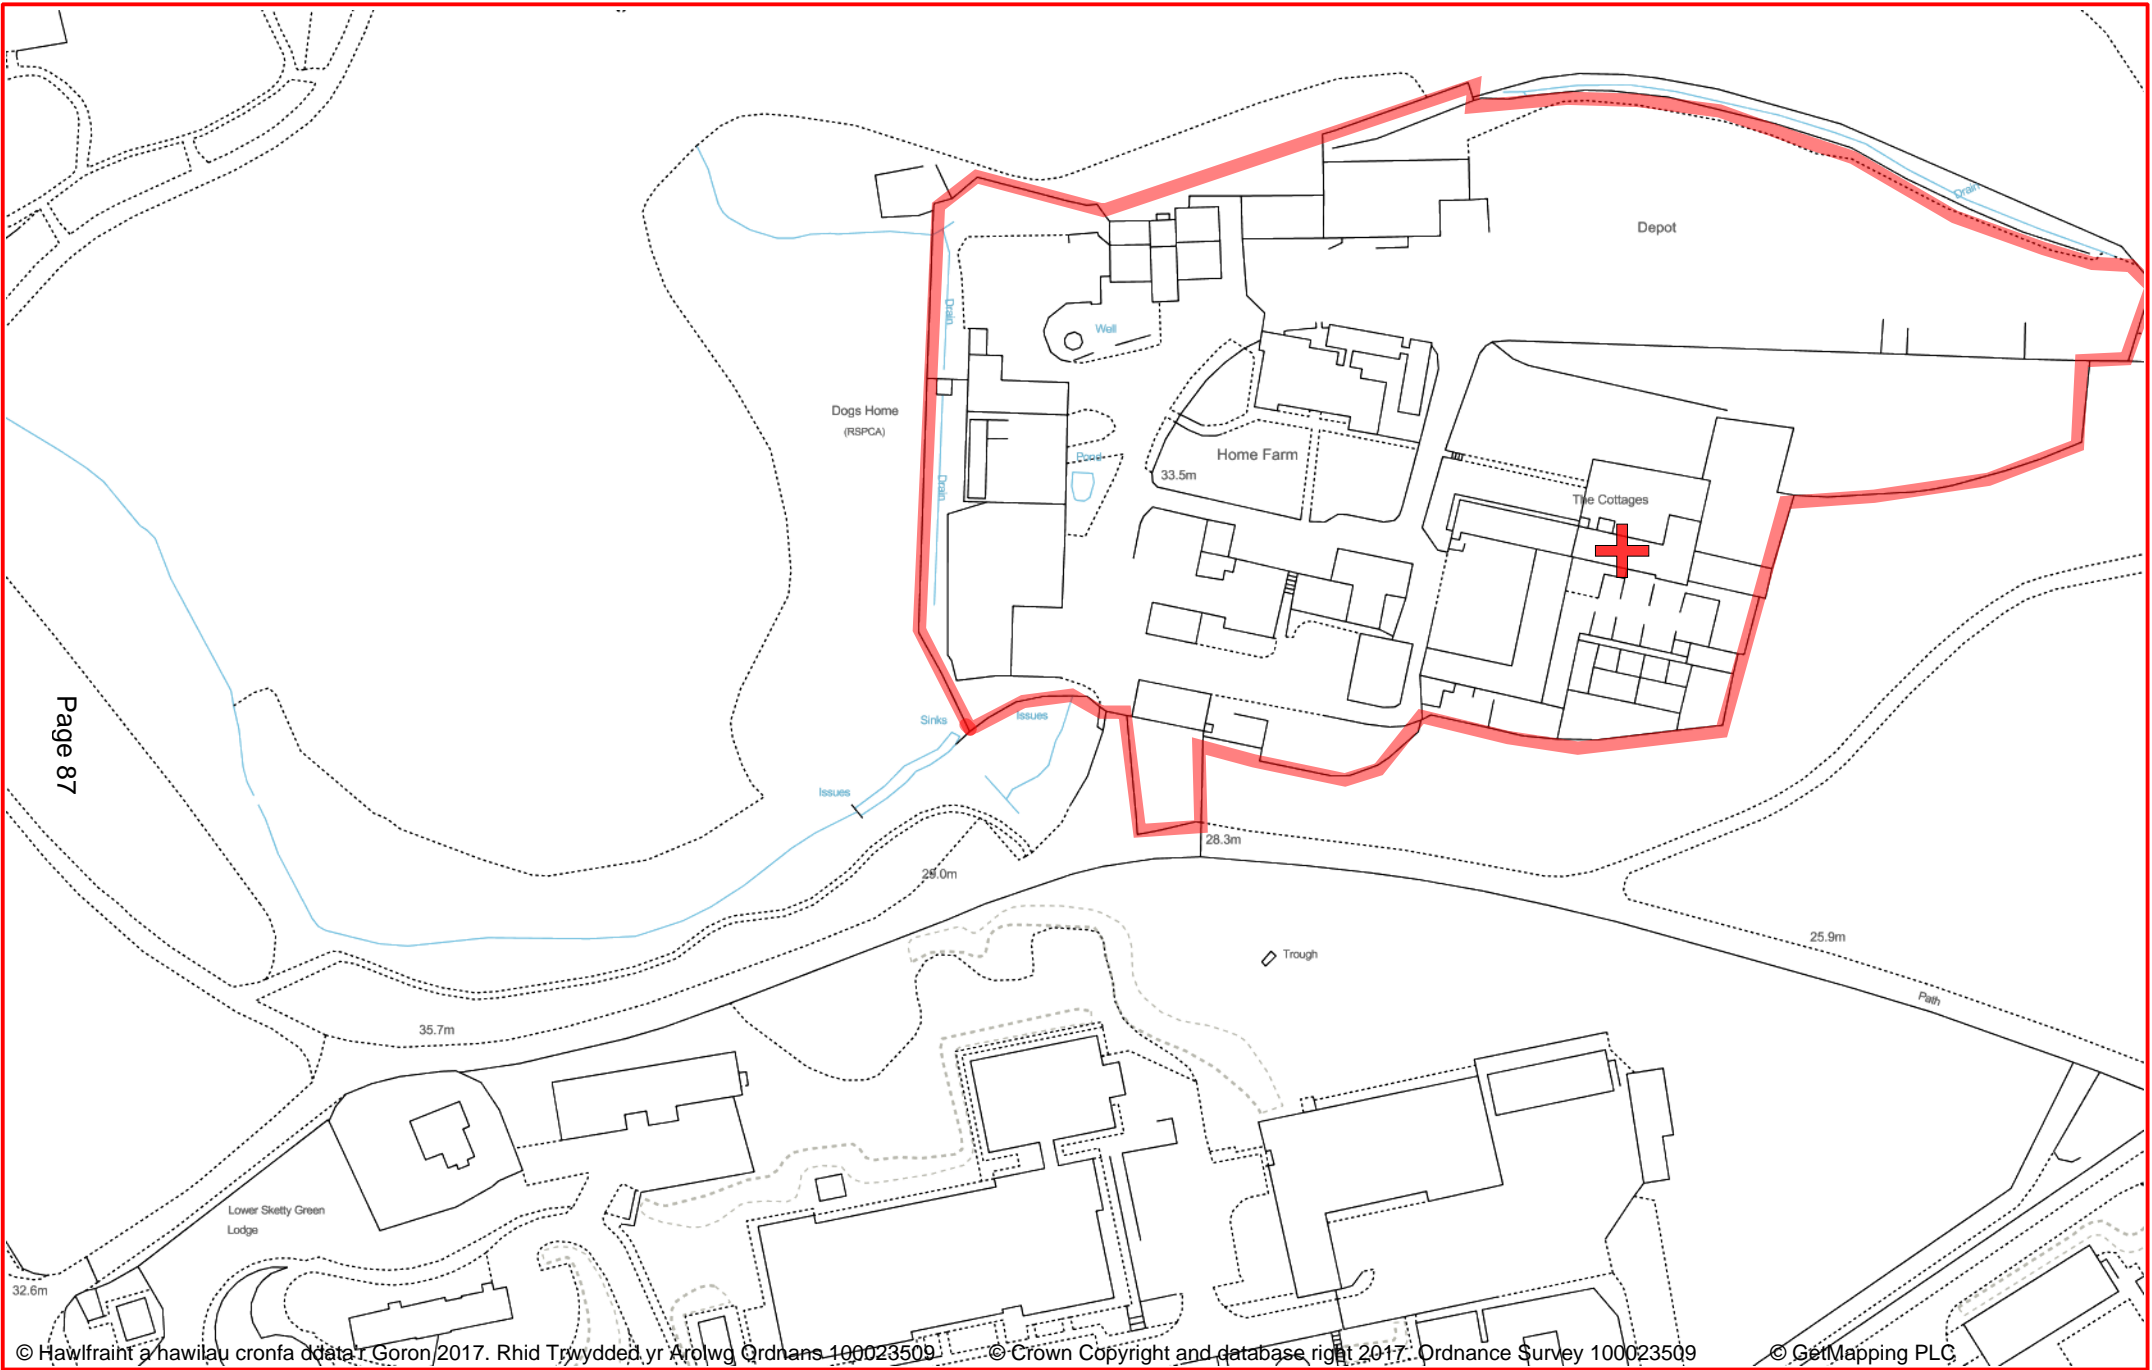 Drain
Depot
Drain
Well
Dogs Home
(RSPCA)
Home Farm
Pond
33.5m
Drain
The Cottages
Page 87
Sinks
Issues
Issues
28.3m
29.0m
25.9m
Trough
Path
35.7m
Lower Sketty Green
Lodge
32.6m
© Hawlfraint a hawliau cronfa ddata'r Goron 2017. Rhid Trwydded yr Arolwg Ordnans 100023509 © Crown Copyright and database right 2017. Ordnance Survey 100023509 © GetMapping PLC